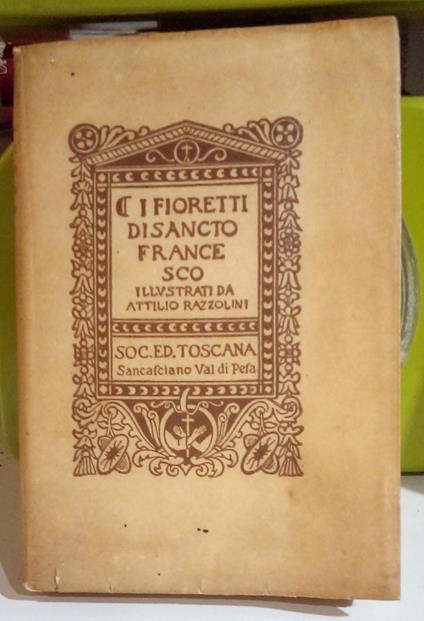 ☾ I FIORETTI
DI SANCTO
FRANCE
SCO
ILLVSTRATI DA
ATTILIO RAZZOLINI
SOC. ED. TOSCANA
Sancaſciano Val di Peſa